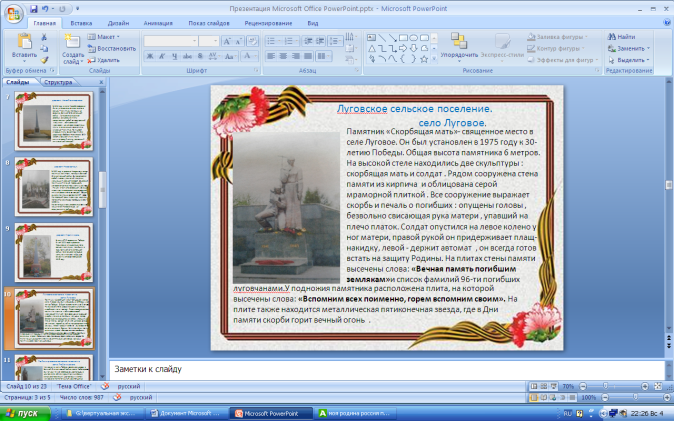 Презентация Microsoft Office PowerPoint.pptx - Microsoft PowerPoint
Главная Вставка Дизайн Анимация Показ слайдов Рецензирование Вид
Вставить
Создать слайд
Макет
Восстановить
Удалить
Упорядочить
Экспресс-стили
Заливка фигуры
Контур фигуры
Эффекты для фигур
Найти
Заменить
Выделить
Буфер обмена Слайды Шрифт Абзац Рисование Редактирование
Слайды Структура
7
8
9
10
11
Луговское сельское поселение.
село Луговое.
Памятник «Скорбящая мать»- священное место в
селе Луговое. Он был установлен в 1975 году к 30-
летию Победы. Общая высота памятника 6 метров.
На высокой стеле находились две скульптуры :
скорбящая мать и солдат . Рядом сооружена стена
памяти из кирпича и облицована серой
мраморной плиткой . Все сооружение выражает
скорбь и печаль о погибших : опущены головы ,
безвольно свисающая рука матери , упавший на
плечо платок. Солдат опустился на левое колено у
ног матери, правой рукой он придерживает плащ-
накидку, левой - держит автомат , он всегда готов
встать на защиту Родины. На плитах стены памяти
высечены слова: «Вечная память погибшим
землякам»и список фамилий 96-ти погибших
луговчанами.У подножия памятника расположена плита, на которой
высечены слова: «Вспомним всех поименно, горем вспомним своим». На
плите также находится металлическая пятиконечная звезда, где в Дни
памяти скорби горит вечный огонь .
Заметки к слайду
Слайд 10 из 23 "Тема Office" русский 70%
Страница: 3 из 5 Число слов: 987 русский 100%
пуск G:\виртуальная экс... Документ Microsoft ... Microsoft PowerPoint моя родина россия п... RU 22:26 Вс 4